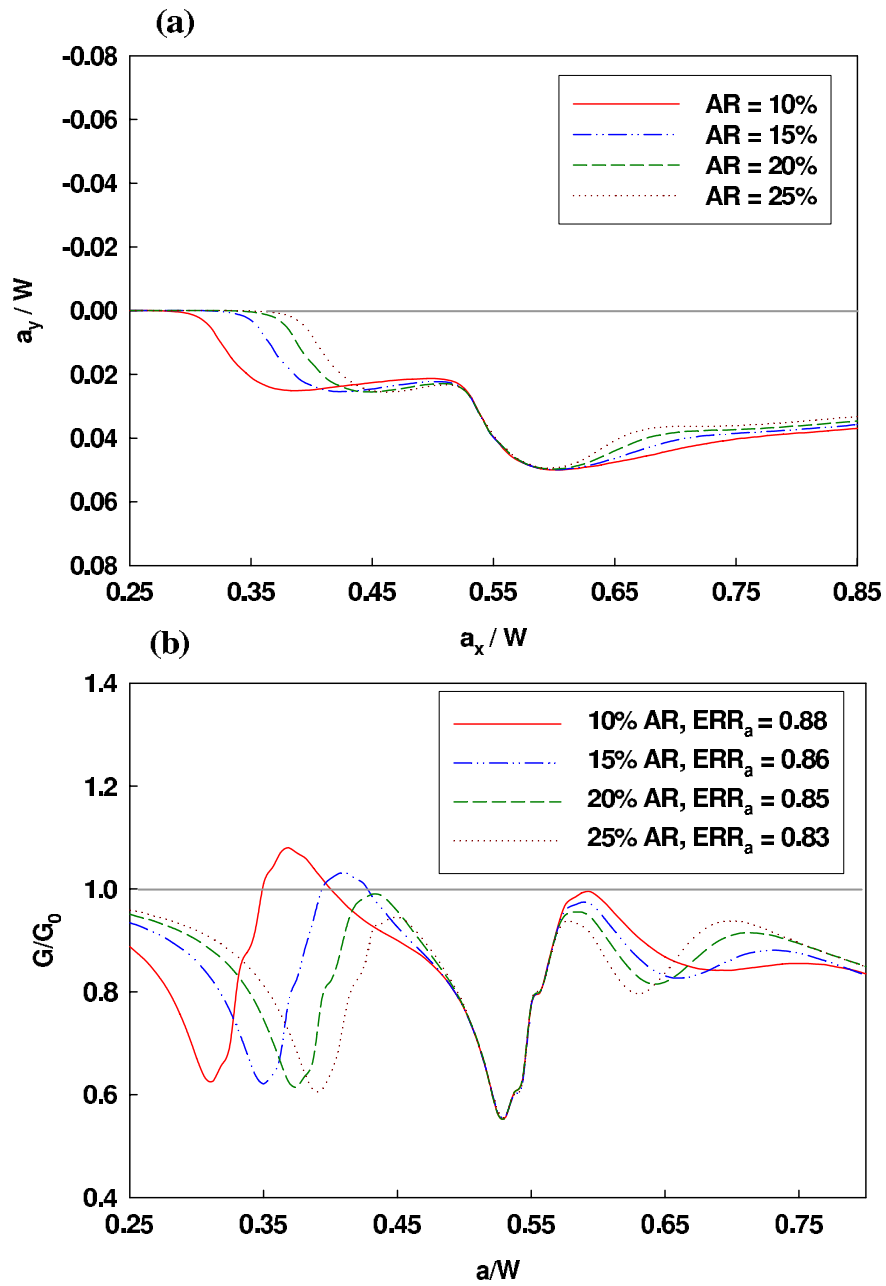 (a)
-0.08
-0.06
-0.04
-0.02
0.00
0.02
0.04
0.06
0.08
a_y / W
AR = 10%
AR = 15%
AR = 20%
AR = 25%
0.25 0.35 0.45 0.55 0.65 0.75 0.85
a_x / W
(b)
1.4
1.2
1.0
0.8
0.6
0.4
G/G_0
10% AR, ERR_a = 0.88
15% AR, ERR_a = 0.86
20% AR, ERR_a = 0.85
25% AR, ERR_a = 0.83
0.25 0.35 0.45 0.55 0.65 0.75
a/W